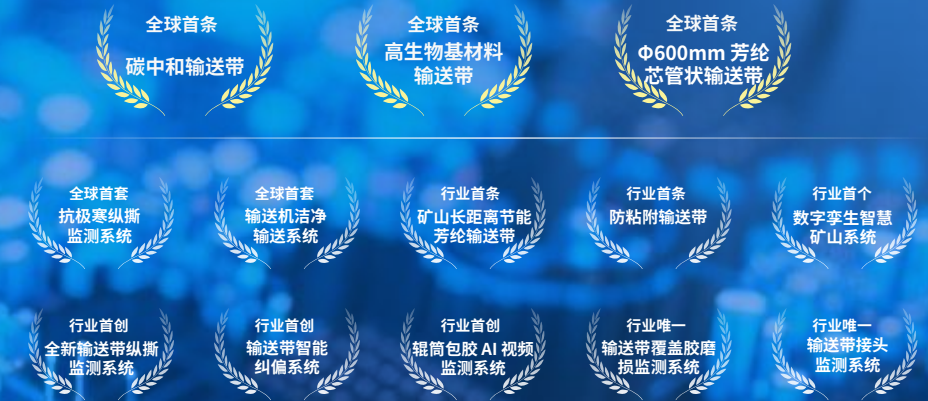 全球首条
碳中和输送带
全球首条
高生物基材料
输送带
全球首条
Φ600mm 芳纶
芯管状输送带
全球首套
抗极寒纵撕
监测系统
全球首套
输送机洁净
输送系统
行业首条
矿山长距离节能
芳纶输送带
行业首条
防粘附输送带
行业首个
数字孪生智慧
矿山系统
行业首创
全新输送带纵撕
监测系统
行业首创
输送带智能
纠偏系统
行业首创
辊筒包胶 AI 视频
监测系统
行业唯一
输送带覆盖胶磨
损监测系统
行业唯一
输送带接头
监测系统